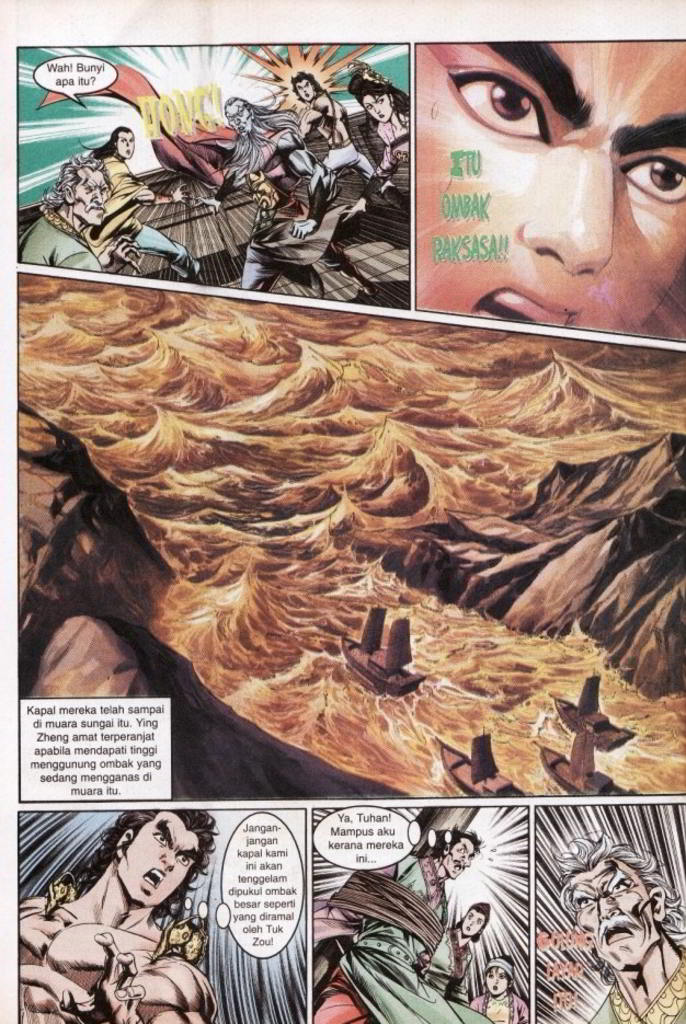 Wah! Bunyi
apa itu?
DONG!
ITU
OMBAK
RAKSASA!!
Kapal mereka telah sampai
di muara sungai itu. Ying
Zheng amat terperanjat
apabila mendapati tinggi
menggunung ombak yang
sedang mengganas di
muara itu.
Jangan-
jangan
kapal kami
ini akan
tenggelam
dipukul ombak
besar seperti
yang diramal
oleh Tuk
Zou!
Ya, Tuhan!
Mampus aku
kerana mereka
ini...